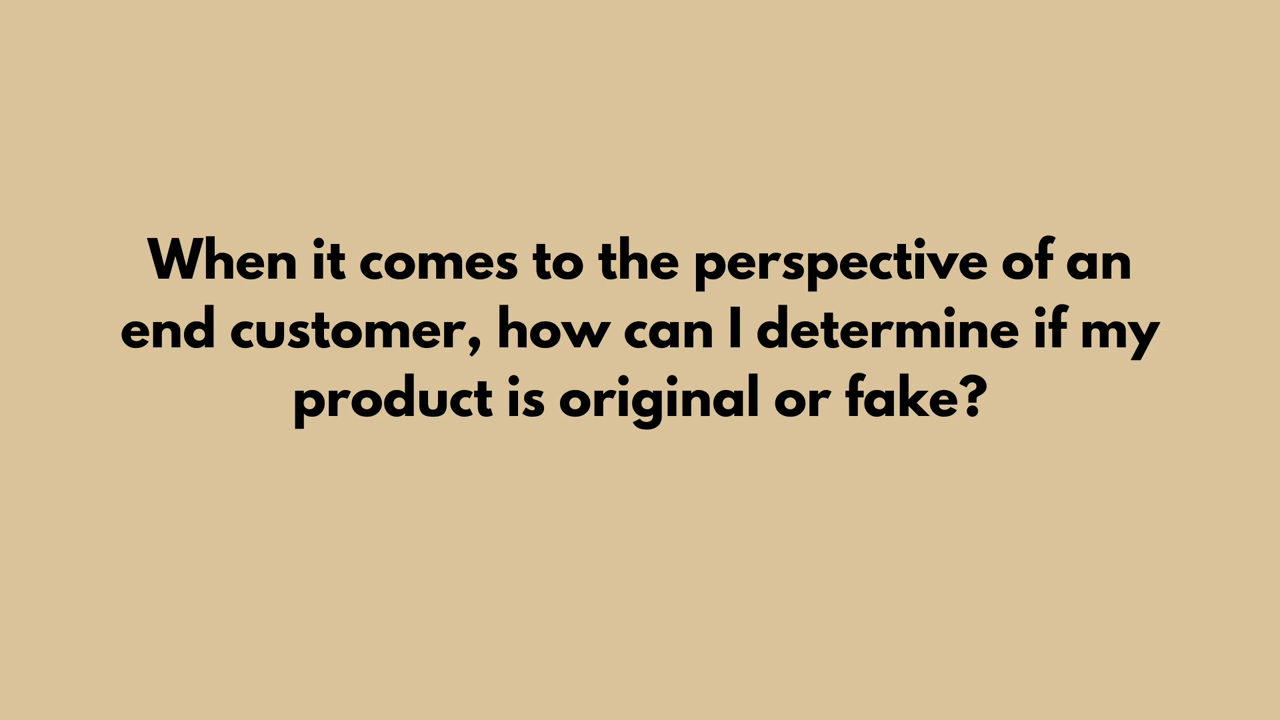 When it comes to the perspective of an
end customer, how can I determine if my
product is original or fake?